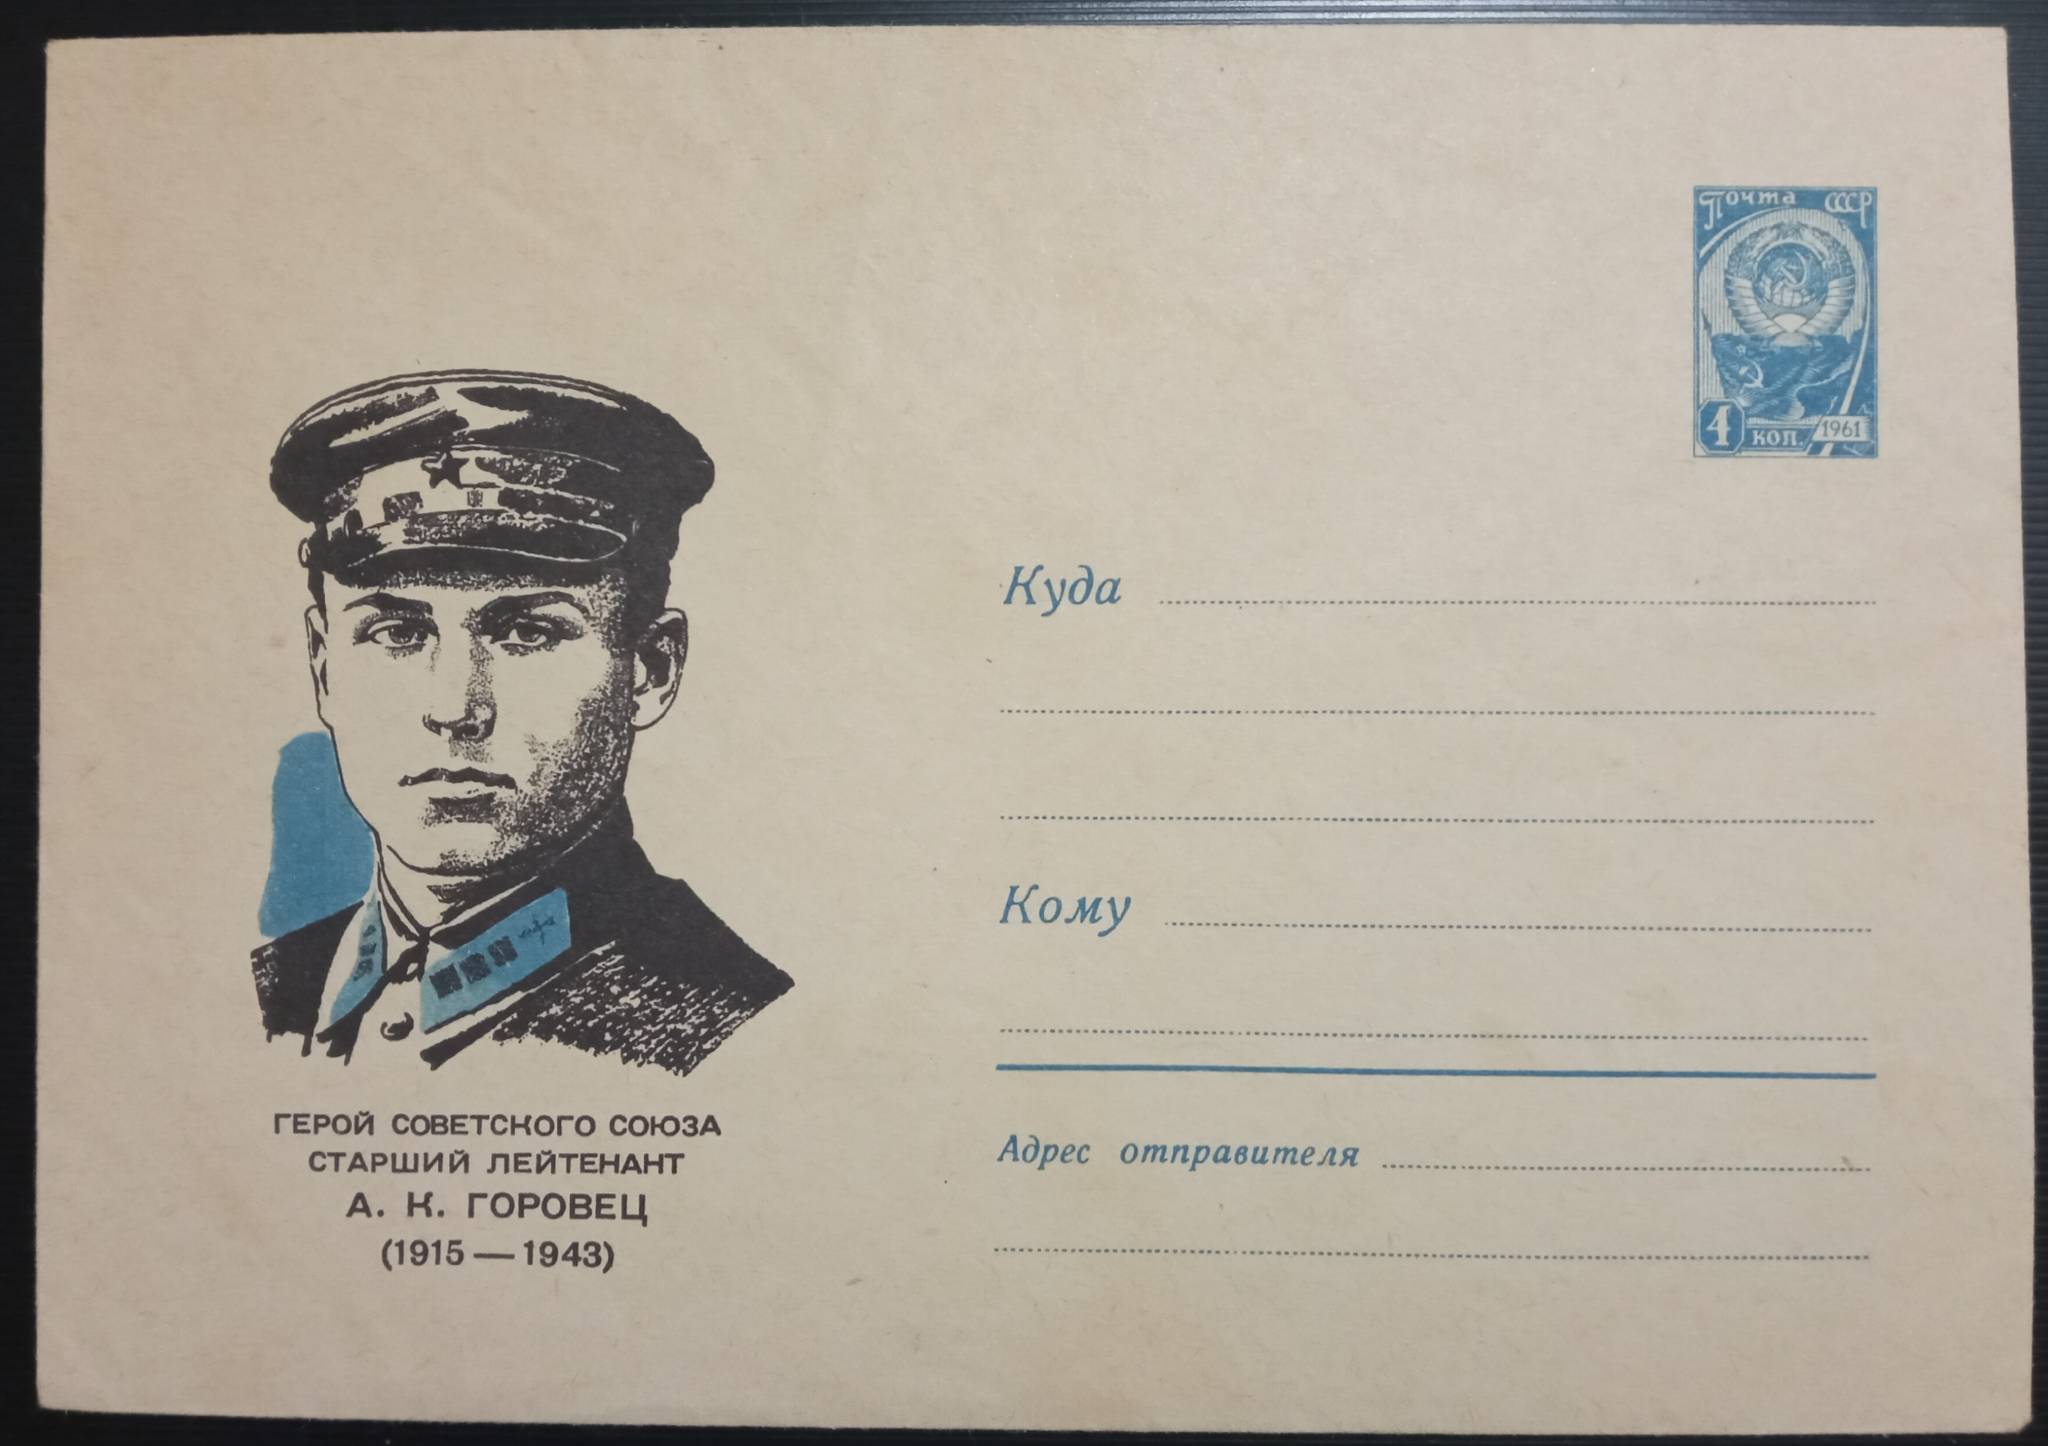 Почта СССР
4 коп. 1961
Куда
Кому
Адрес отправителя
ГЕРОЙ СОВЕТСКОГО СОЮЗА
СТАРШИЙ ЛЕЙТЕНАНТ
А. К. ГОРОВЕЦ
(1915 — 1943)